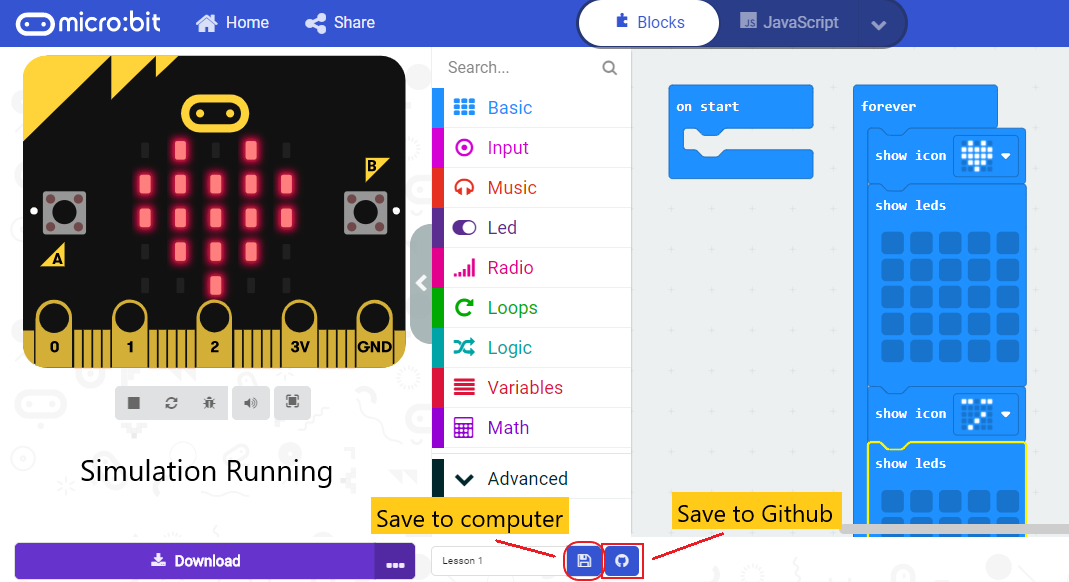 micro:bit
Home
Share
Blocks
JS JavaScript
Search...
Basic
Input
Music
Led
Radio
Loops
Logic
Variables
Math
Advanced
on start
forever
show icon
show leds
show icon
show leds
B
A
0 1 2 3V GND
Simulation Running
Save to computer
Save to Github
Download
...
Lesson 1